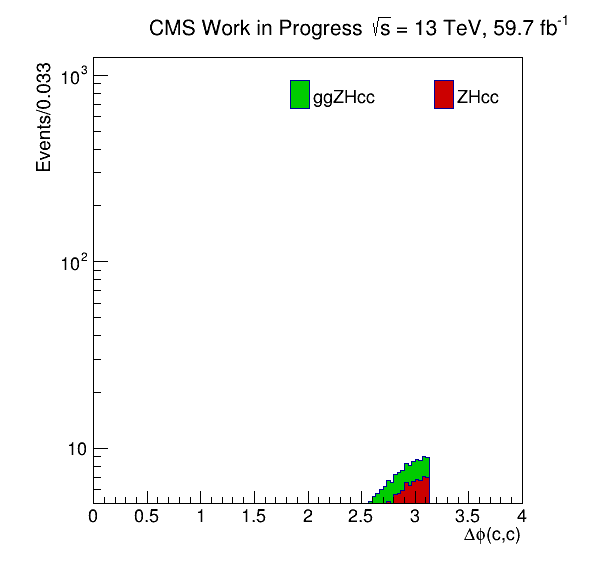 CMS Work in Progress √s = 13 TeV, 59.7 fb⁻¹
Events/0.033
10³
ggZHcc
ZHcc
10²
10
0 0.5 1 1.5 2 2.5 3 3.5 4
Δϕ(c,c)